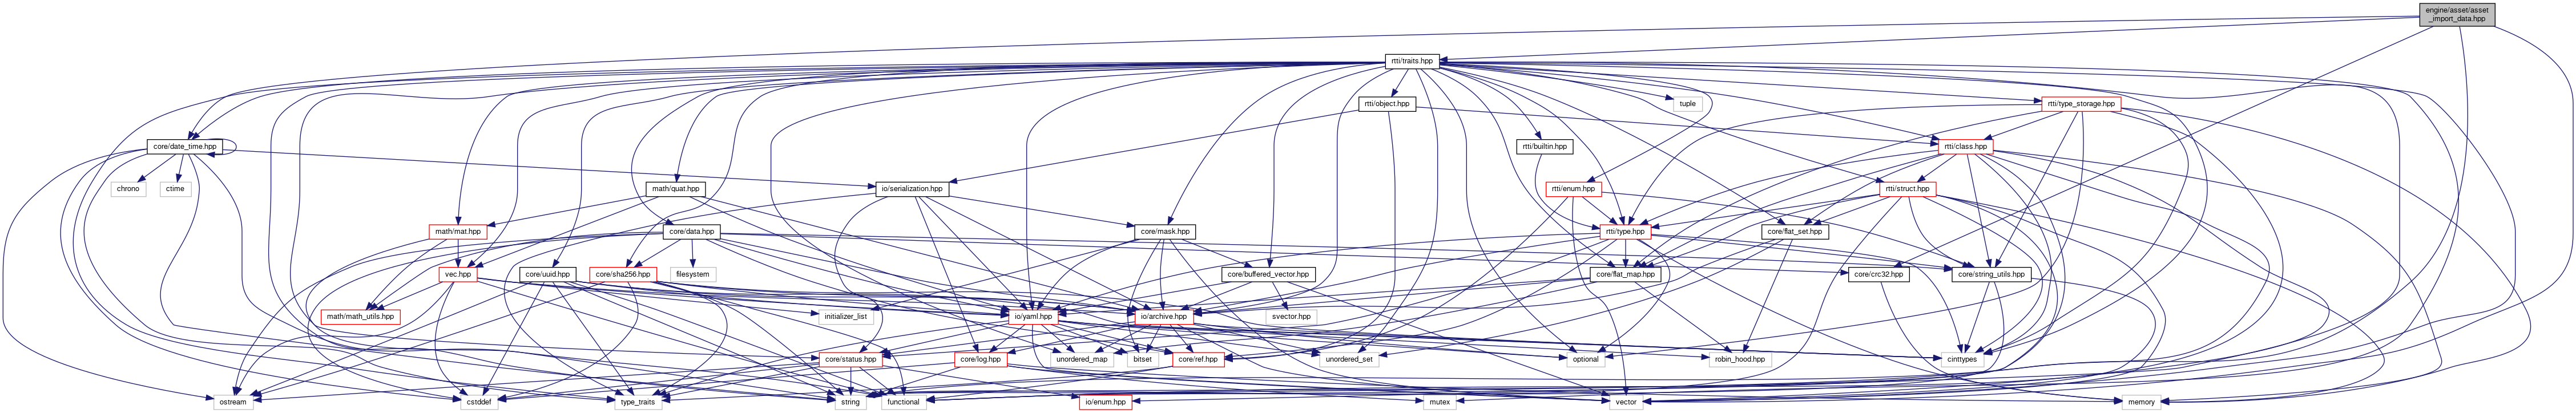 engine/asset/asset
_import_data.hpp
rtti/traits.hpp
rtti/object.hpp
tuple
rtti/type_storage.hpp
core/date_time.hpp
rtti/builtin.hpp
rtti/class.hpp
chrono
ctime
math/quat.hpp
io/serialization.hpp
rtti/enum.hpp
rtti/struct.hpp
math/mat.hpp
core/data.hpp
core/mask.hpp
rtti/type.hpp
core/flat_set.hpp
vec.hpp
core/uuid.hpp
core/sha256.hpp
filesystem
core/buffered_vector.hpp
core/flat_map.hpp
core/crc32.hpp
core/string_utils.hpp
math/math_utils.hpp
initializer_list
io/yaml.hpp
io/archive.hpp
svector.hpp
core/status.hpp
core/log.hpp
unordered_map
bitset
core/ref.hpp
unordered_set
optional
robin_hood.hpp
cinttypes
ostream
cstddef
type_traits
string
functional
io/enum.hpp
mutex
vector
memory